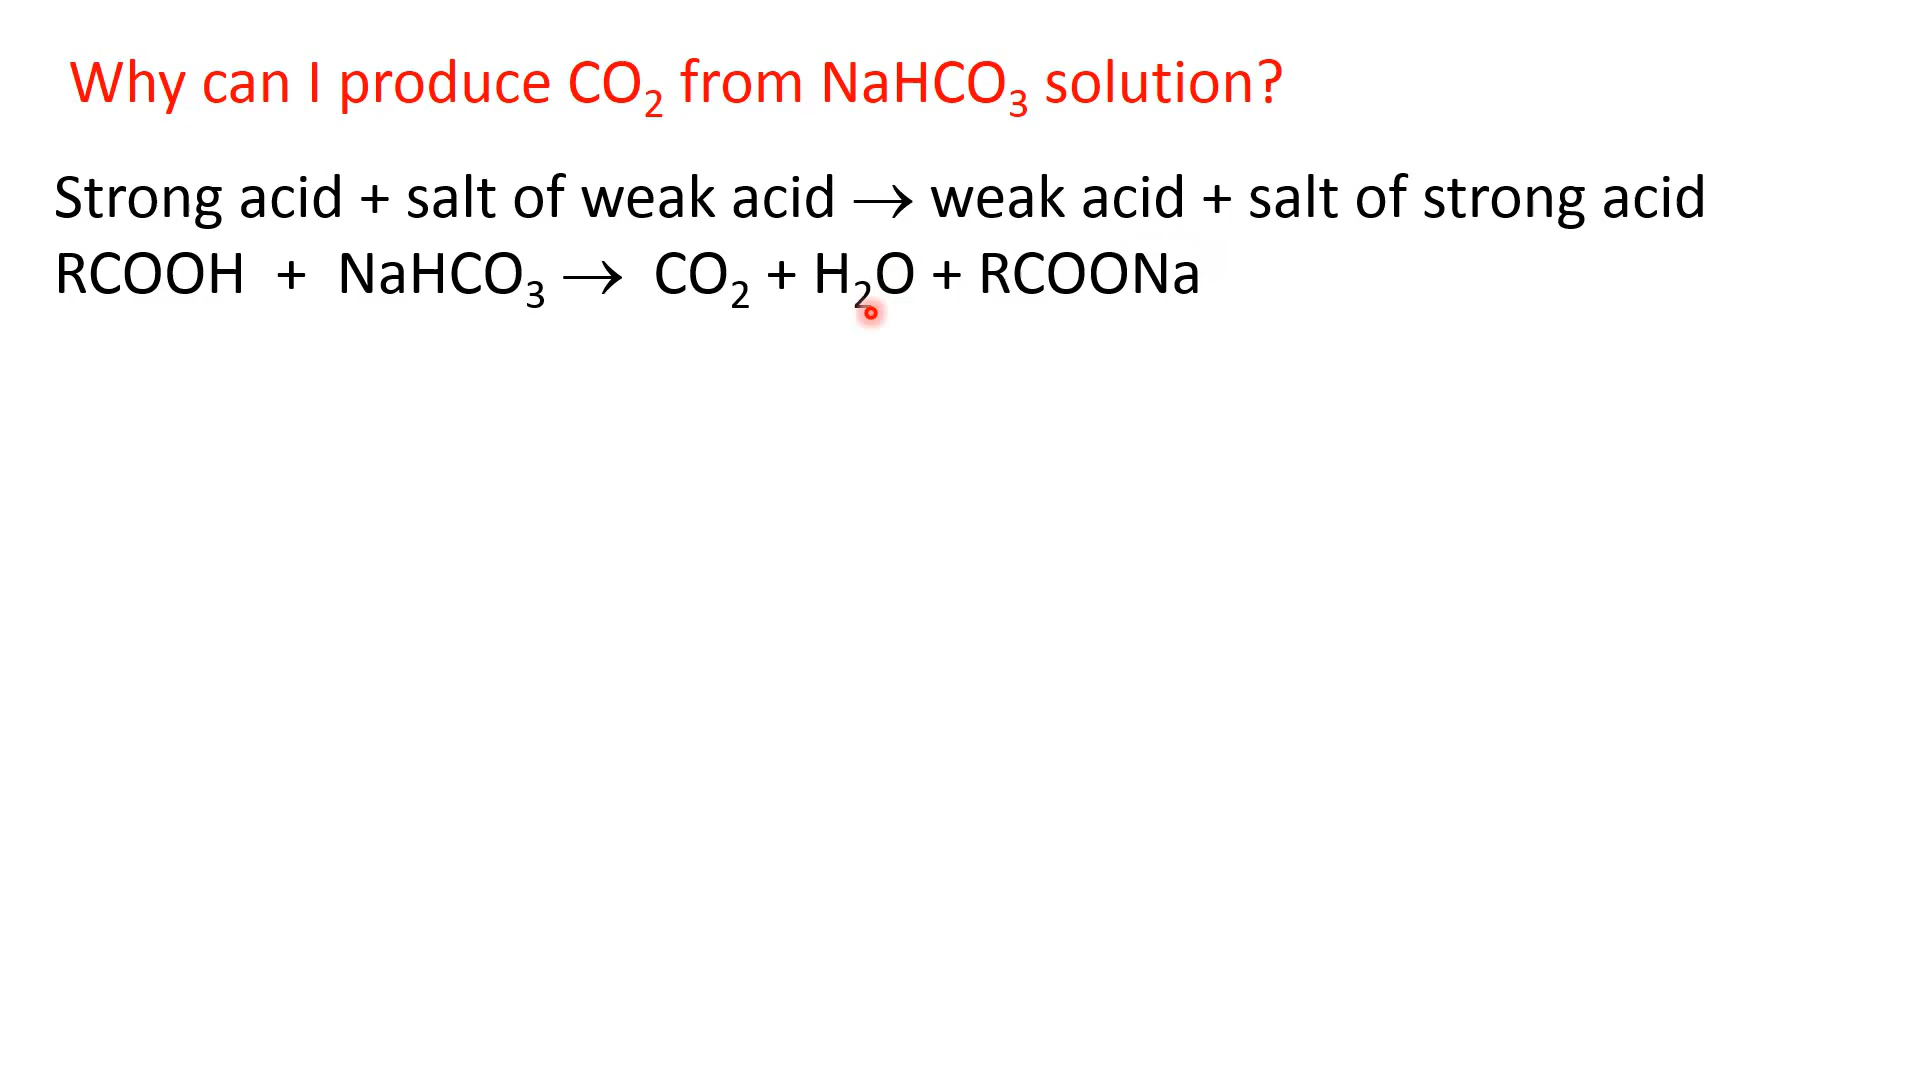 Why can I produce CO₂ from NaHCO₃ solution?
Strong acid + salt of weak acid → weak acid + salt of strong acid
RCOOH + NaHCO₃ → CO₂ + H₂O + RCOONa